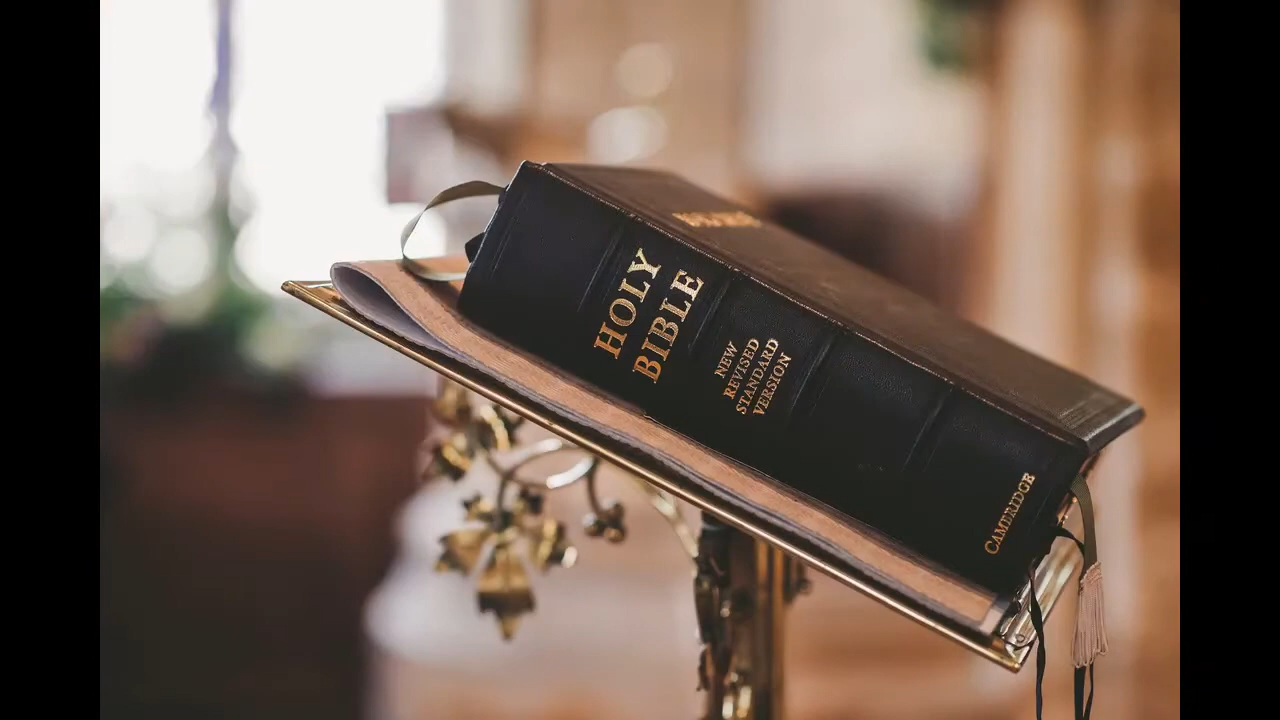 HOLY
BIBLE
NEW
REVISED
STANDARD
VERSION
CAMBRIDGE